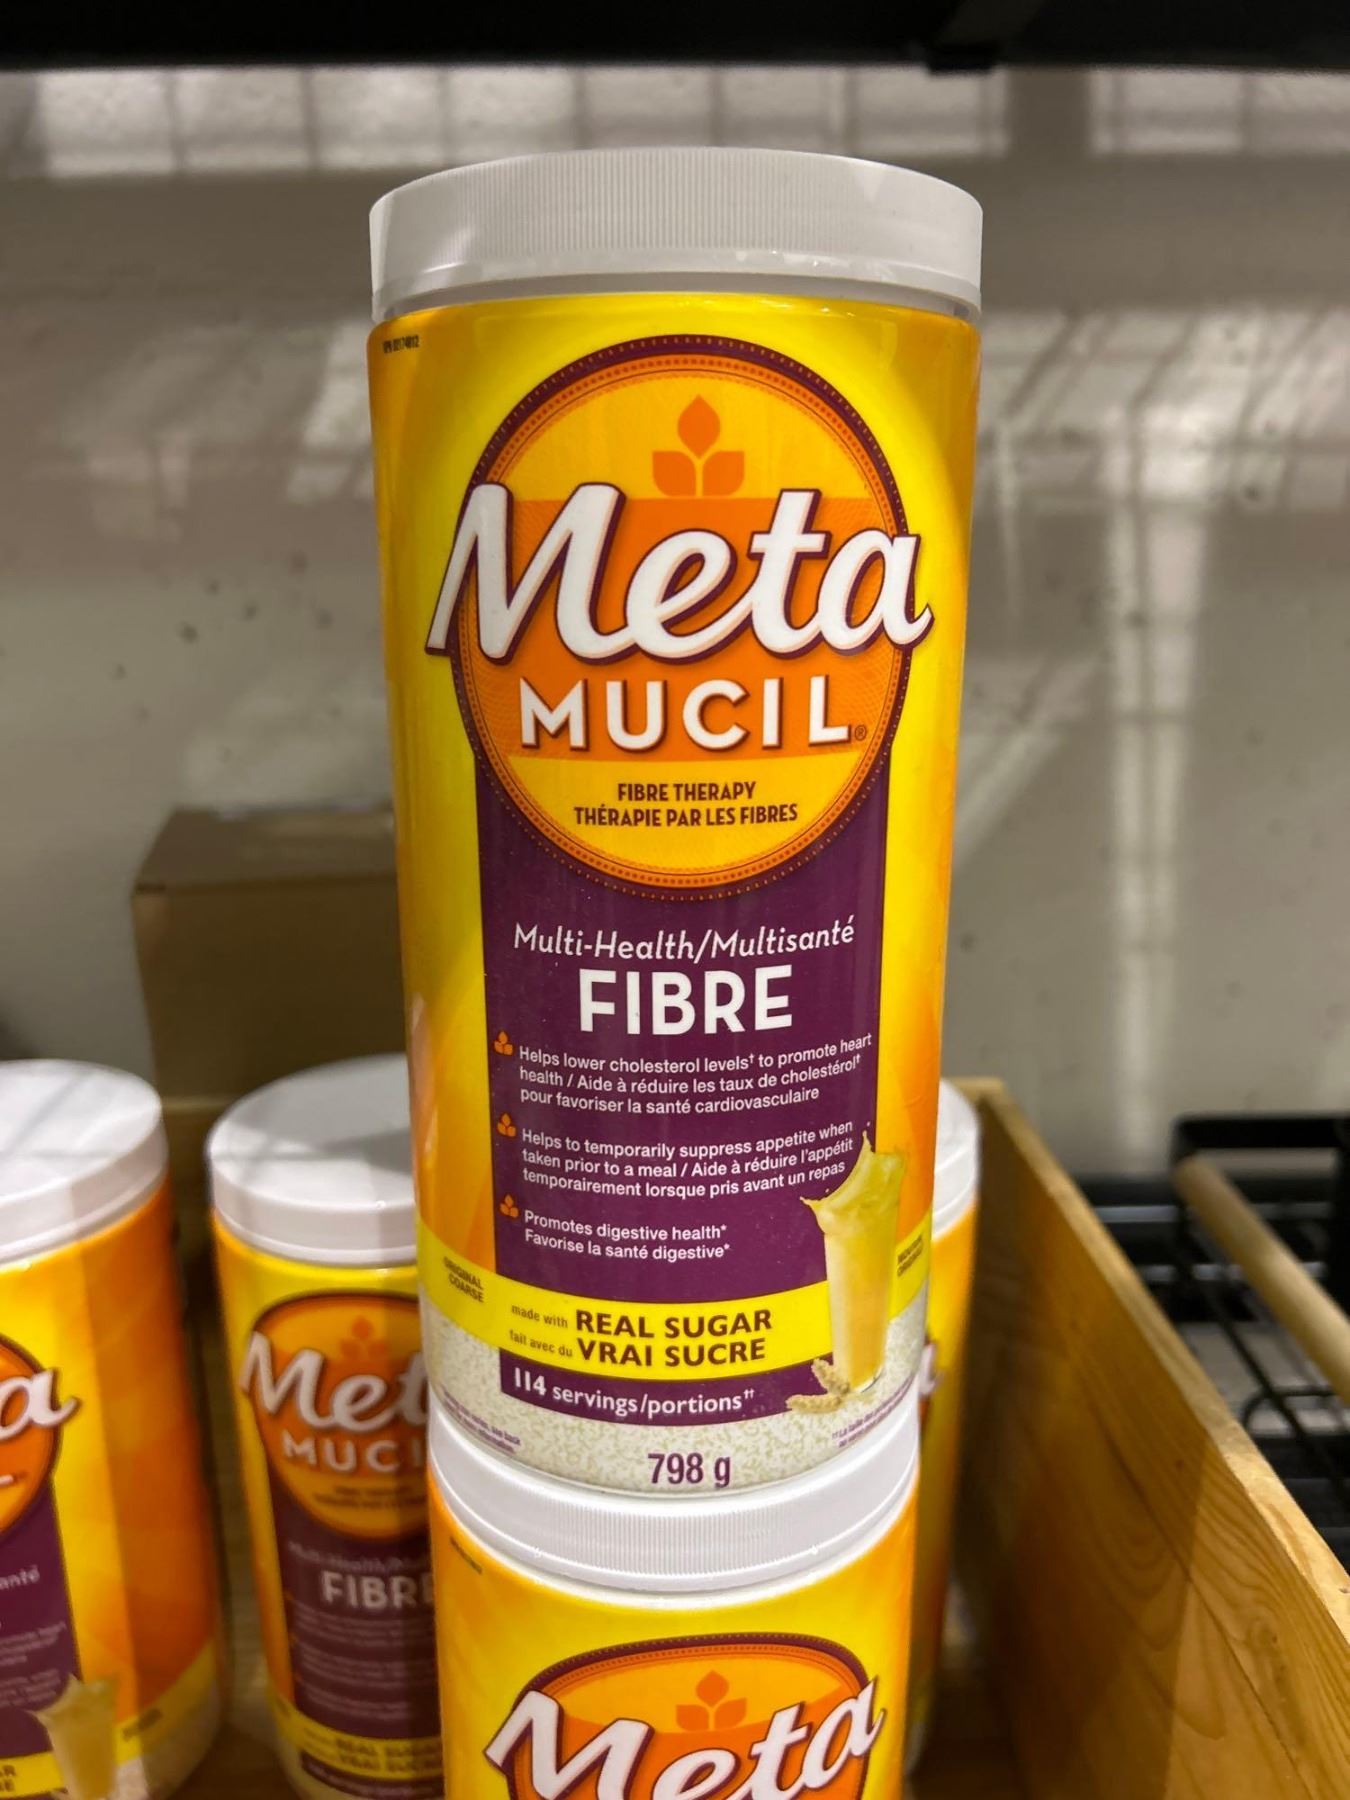 Meta
MUCIL®
FIBRE THERAPY
THÉRAPIE PAR LES FIBRES
Multi-Health/Multisanté
FIBRE
Helps lower cholesterol levels† to promote heart
health / Aide à réduire les taux de cholestérol†
pour favoriser la santé cardiovasculaire
Helps to temporarily suppress appetite when
taken prior to a meal / Aide à réduire l'appétit
temporairement lorsque pris avant un repas
Promotes digestive health*
Favorise la santé digestive*
ORIGINAL
COARSE
made with REAL SUGAR
fait avec du VRAI SUCRE
114 servings/portions††
798 g
a
anté
Met
MUCI
FIBRE
Meta